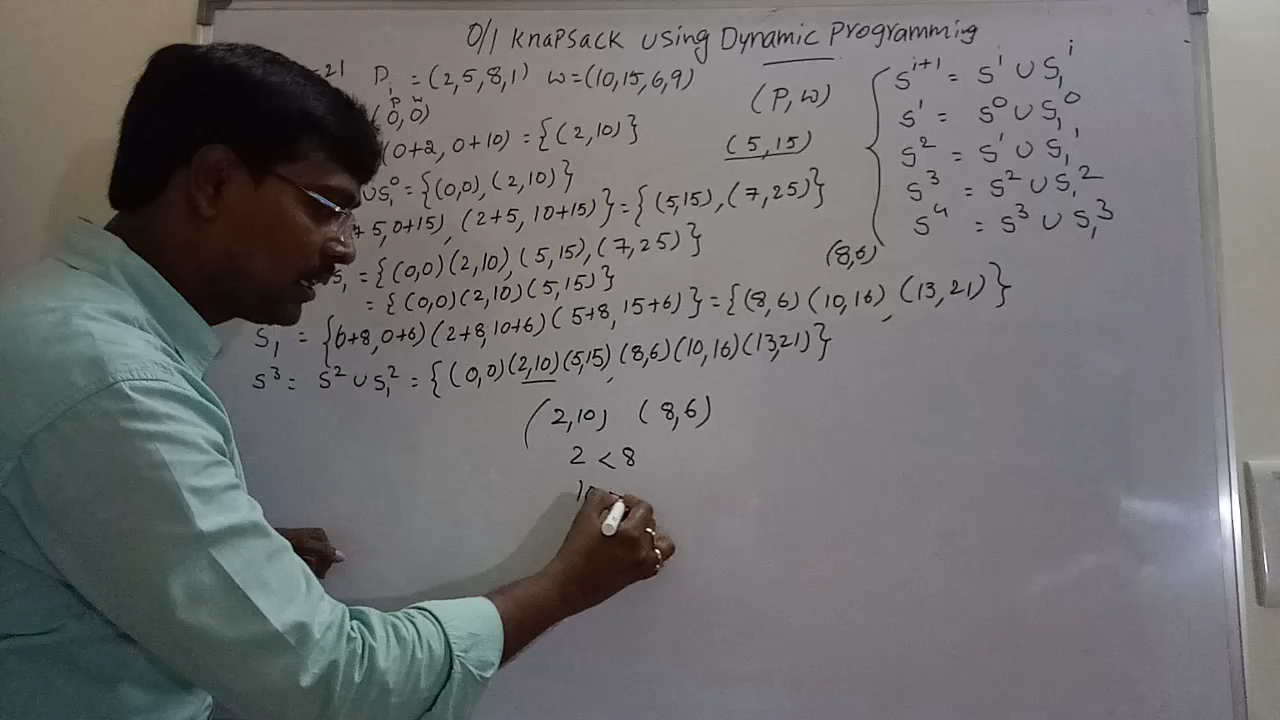 0/1 Knapsack using Dynamic Programming
21 Pᵢ = (2,5,8,1) w=(10,15,6,9)
P w
(0,0)
(P,W)
(0+2, 0+10) = {(2,10)}
(5,15)
∪S₁⁰ = {(0,0), (2,10)}
+5,0+15), (2+5, 10+15)} = {(5,15), (7,25)}
S₁ = {(0,0)(2,10), (5,15), (7,25)}
= {(0,0)(2,10)(5,15)}
(8,6)
S₁ = {0+8,0+6)(2+8,10+6)(5+8,15+6)} = {(8,6)(10,16), (13,21)}
S³ = S² ∪ S₁² = {(0,0)(2,10)(5,15), (8,6)(10,16)(13,21)}
(2,10) (8,6)
2 < 8
10
Sⁱ⁺¹ = Sⁱ ∪ S₁ⁱ
S¹ = S⁰ ∪ S₁⁰
S² = S¹ ∪ S₁¹
S³ = S² ∪ S₁²
S⁴ = S³ ∪ S₁³